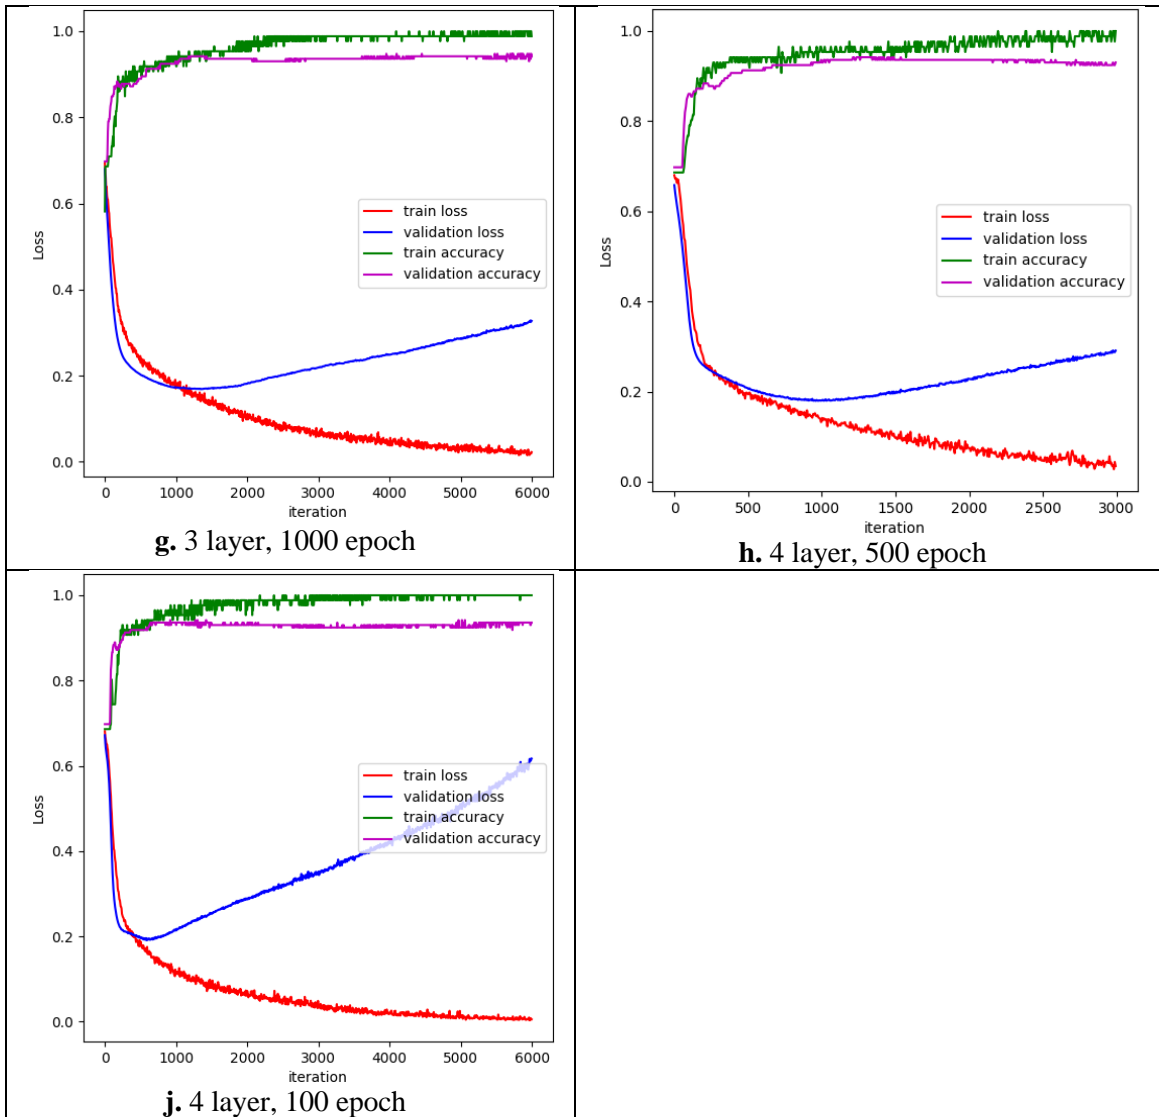 1.0
0.8
0.6
0.4
0.2
0.0
Loss
train loss
validation loss
train accuracy
validation accuracy
0 1000 2000 3000 4000 5000 6000
iteration
g. 3 layer, 1000 epoch
1.0
0.8
0.6
0.4
0.2
0.0
Loss
train loss
validation loss
train accuracy
validation accuracy
0 500 1000 1500 2000 2500 3000
iteration
h. 4 layer, 500 epoch
1.0
0.8
0.6
0.4
0.2
0.0
Loss
train loss
validation loss
train accuracy
validation accuracy
0 1000 2000 3000 4000 5000 6000
iteration
j. 4 layer, 100 epoch